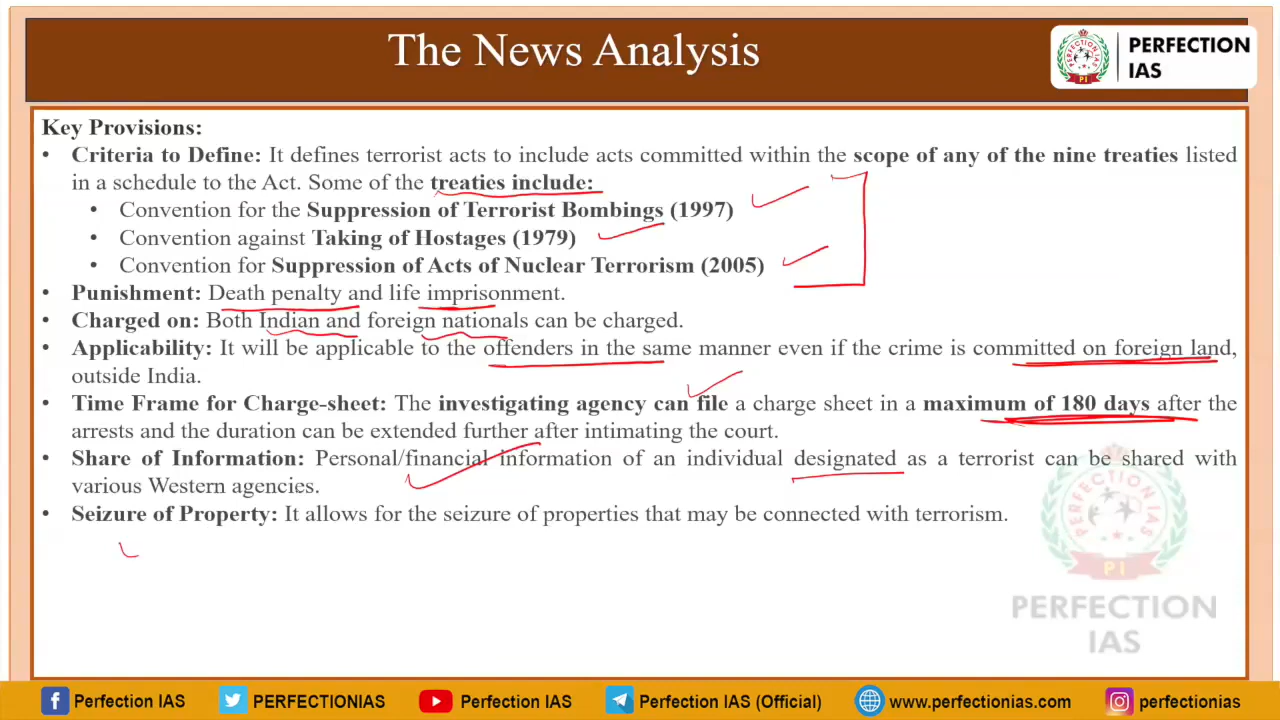 The News Analysis
PERFECTION
IAS
Key Provisions:
• Criteria to Define: It defines terrorist acts to include acts committed within the scope of any of the nine treaties listed
in a schedule to the Act. Some of the treaties include:
• Convention for the Suppression of Terrorist Bombings (1997)
• Convention against Taking of Hostages (1979)
• Convention for Suppression of Acts of Nuclear Terrorism (2005)
• Punishment: Death penalty and life imprisonment.
• Charged on: Both Indian and foreign nationals can be charged.
• Applicability: It will be applicable to the offenders in the same manner even if the crime is committed on foreign land,
outside India.
• Time Frame for Charge-sheet: The investigating agency can file a charge sheet in a maximum of 180 days after the
arrests and the duration can be extended further after intimating the court.
• Share of Information: Personal/financial information of an individual designated as a terrorist can be shared with
various Western agencies.
• Seizure of Property: It allows for the seizure of properties that may be connected with terrorism.
PERFECTION IAS
PI
PERFECTION
IAS
Perfection IAS
PERFECTIONIAS
Perfection IAS
Perfection IAS (Official)
www.perfectionias.com
perfectionias